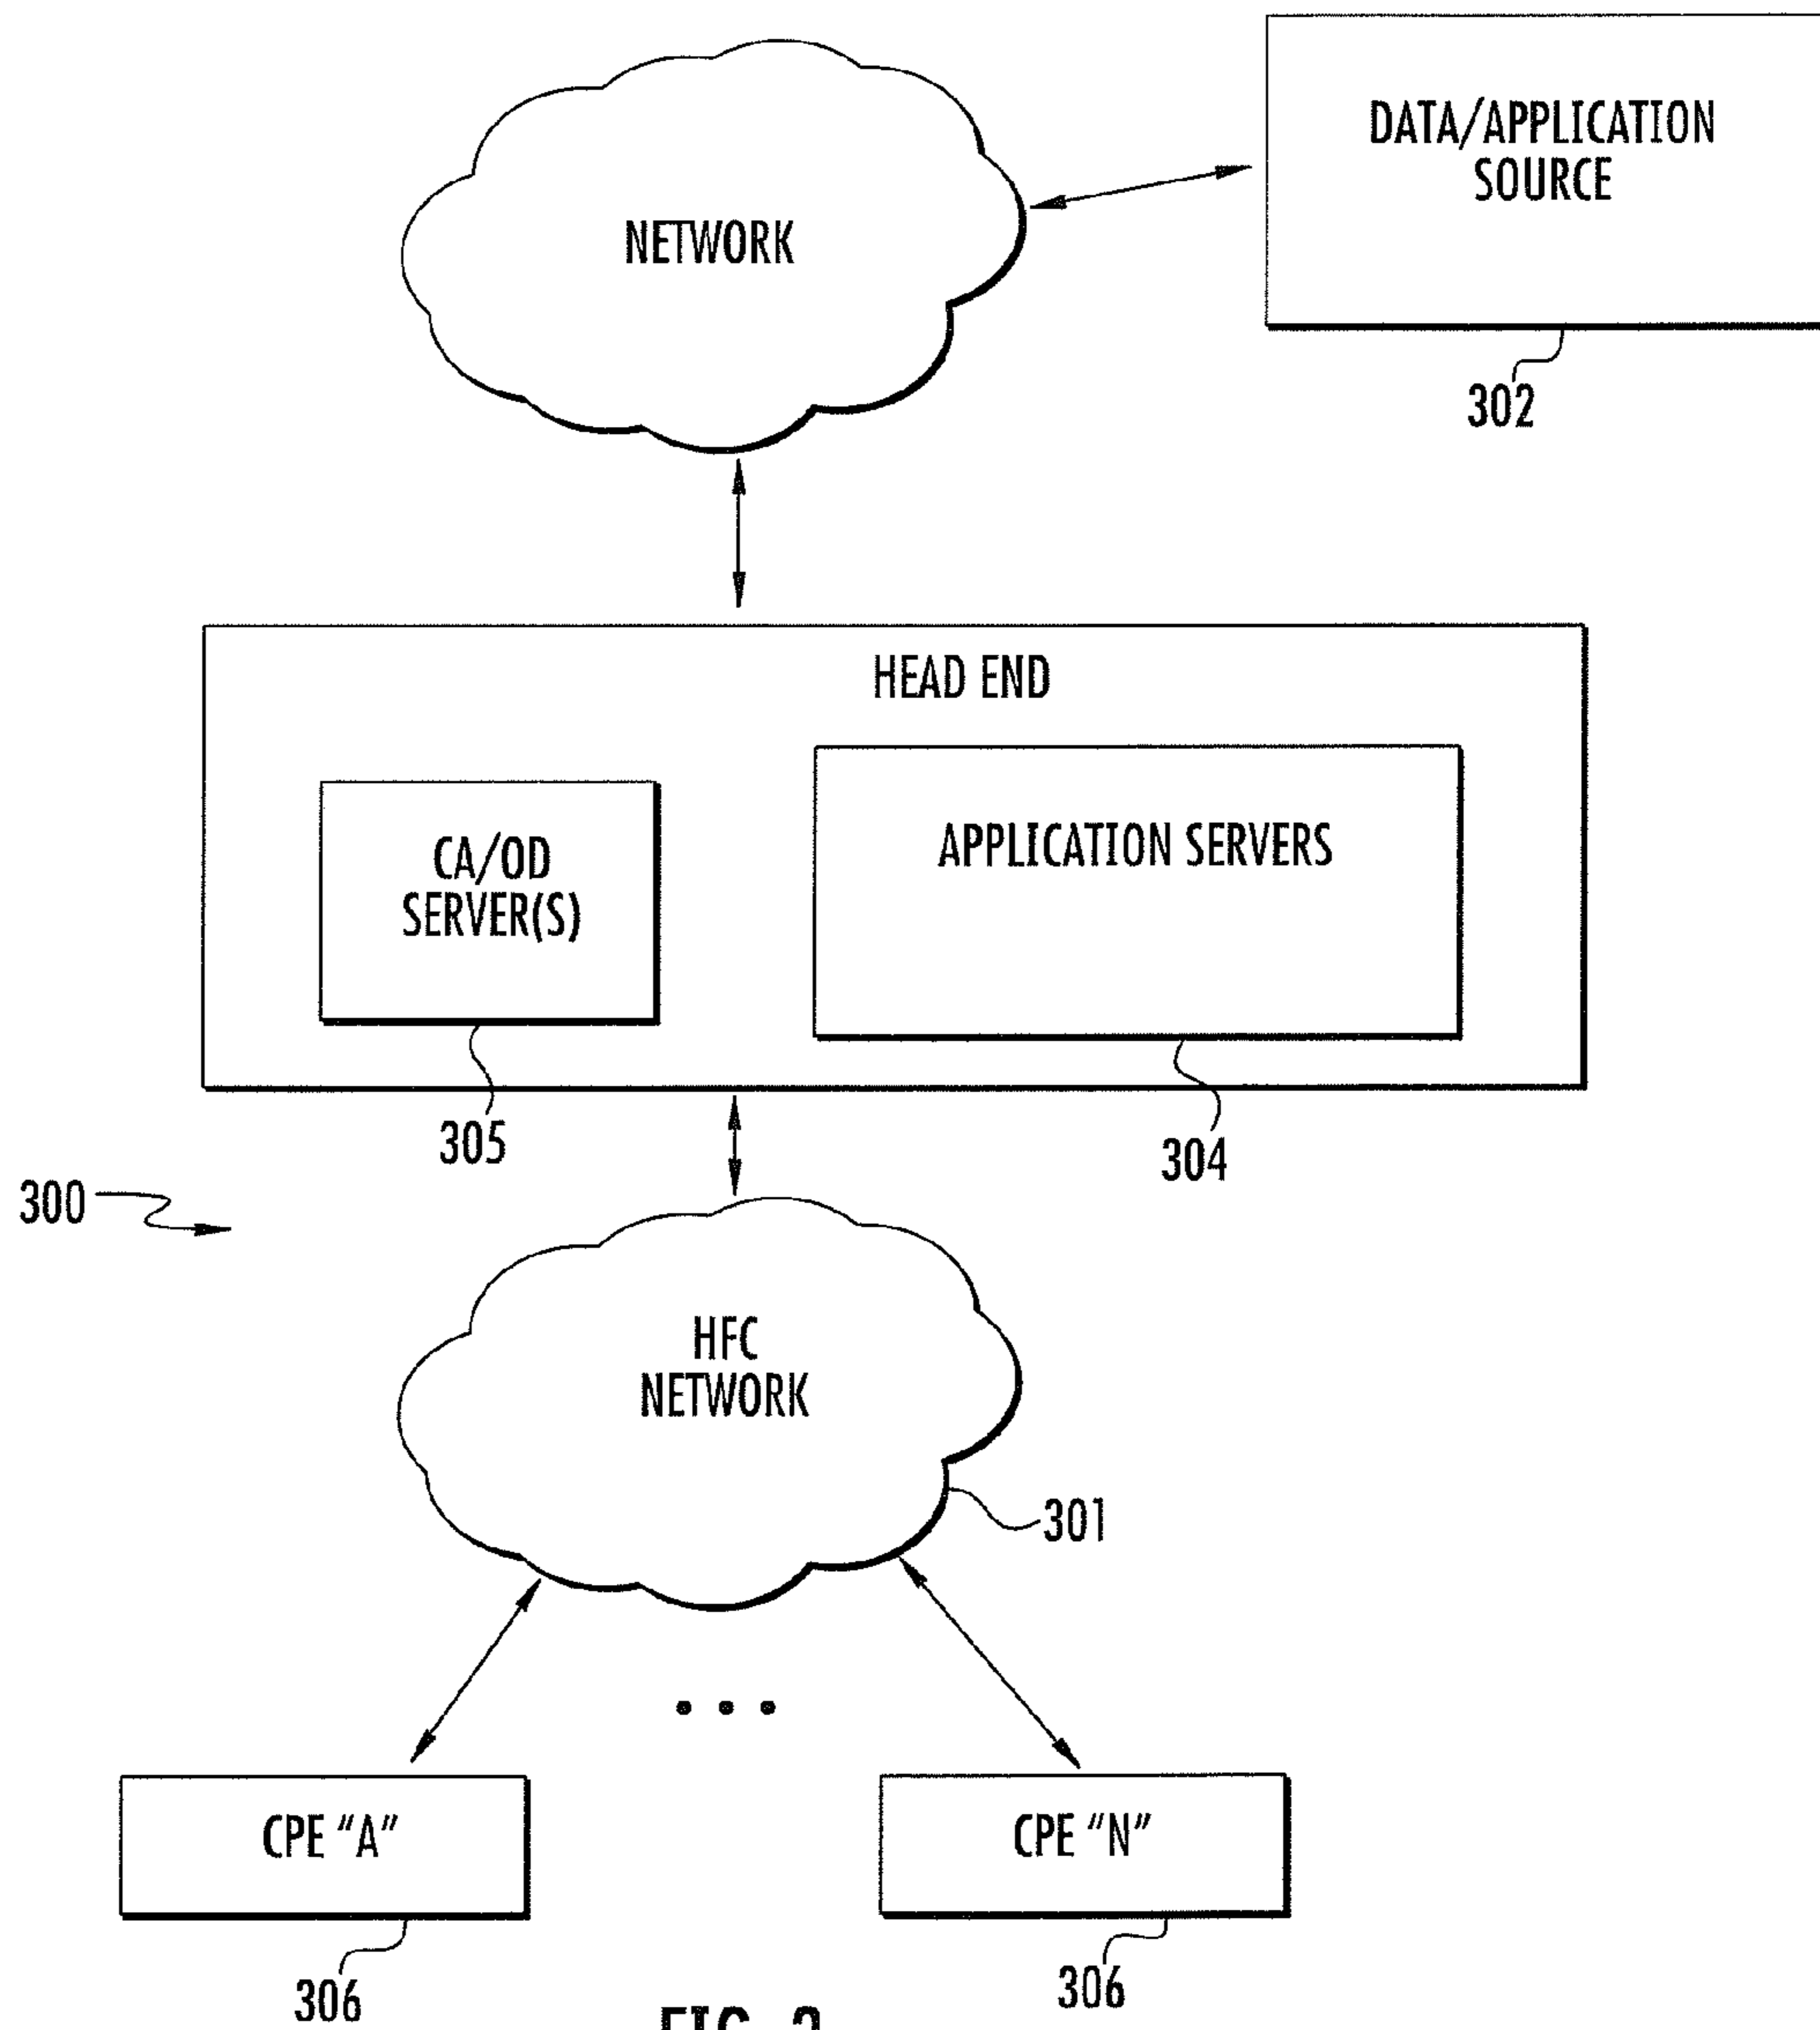 DATA/APPLICATION
SOURCE
NETWORK
302
HEAD END
CA/OD
SERVER(S)
APPLICATION SERVERS
305
304
300
HFC
NETWORK
301
CPE "A"
CPE "N"
306
306